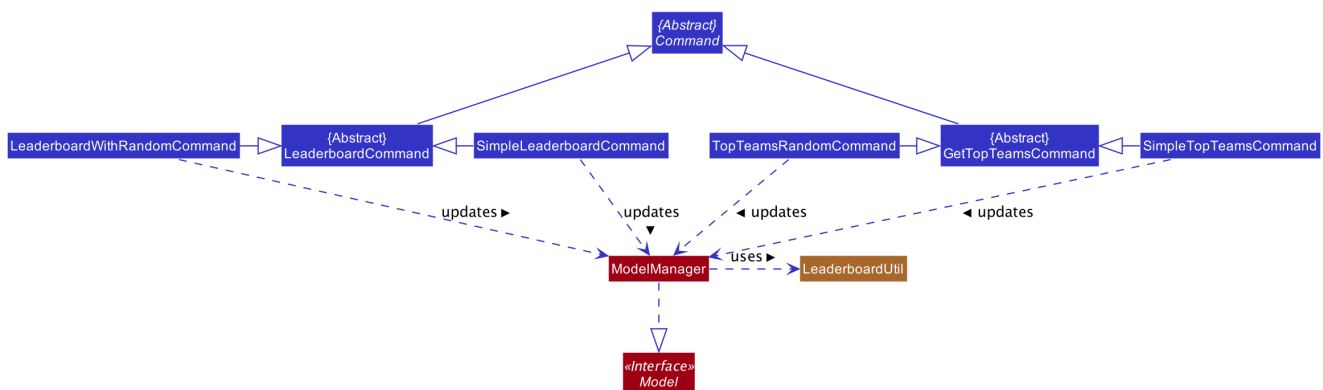 {Abstract}
Command
LeaderboardWithRandomCommand
{Abstract}
LeaderboardCommand
SimpleLeaderboardCommand
TopTeamsRandomCommand
{Abstract}
GetTopTeamsCommand
SimpleTopTeamsCommand
updates ►
updates
▼
◄ updates
◄ updates
ModelManager
uses ►
LeaderboardUtil
«Interface»
Model